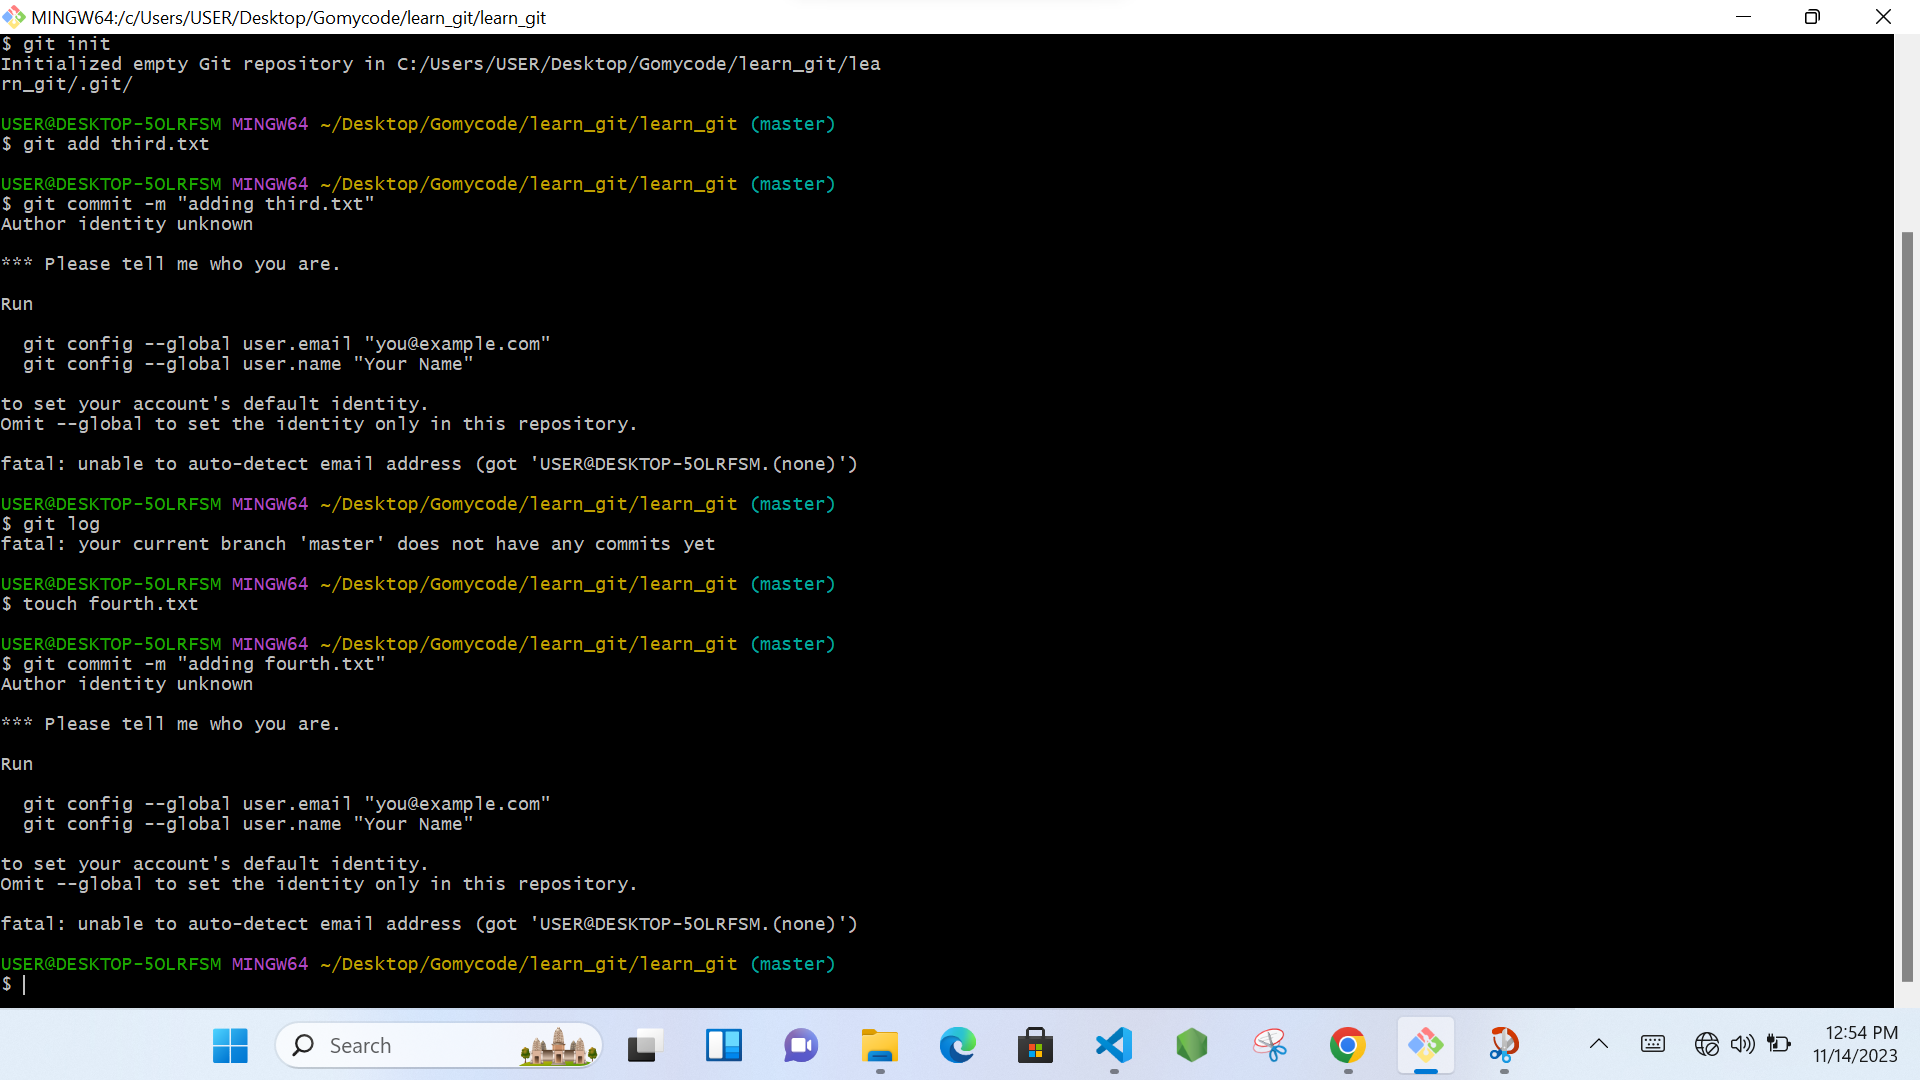 MINGW64:/c/Users/USER/Desktop/Gomycode/learn_git/learn_git
$ git init
Initialized empty Git repository in C:/Users/USER/Desktop/Gomycode/learn_git/lea
rn_git/.git/
USER@DESKTOP-5OLRFSM MINGW64 ~/Desktop/Gomycode/learn_git/learn_git (master)
$ git add third.txt
USER@DESKTOP-5OLRFSM MINGW64 ~/Desktop/Gomycode/learn_git/learn_git (master)
$ git commit -m "adding third.txt"
Author identity unknown
*** Please tell me who you are.
Run
  git config --global user.email "you@example.com"
  git config --global user.name "Your Name"
to set your account's default identity.
Omit --global to set the identity only in this repository.
fatal: unable to auto-detect email address (got 'USER@DESKTOP-5OLRFSM.(none)')
USER@DESKTOP-5OLRFSM MINGW64 ~/Desktop/Gomycode/learn_git/learn_git (master)
$ git log
fatal: your current branch 'master' does not have any commits yet
USER@DESKTOP-5OLRFSM MINGW64 ~/Desktop/Gomycode/learn_git/learn_git (master)
$ touch fourth.txt
USER@DESKTOP-5OLRFSM MINGW64 ~/Desktop/Gomycode/learn_git/learn_git (master)
$ git commit -m "adding fourth.txt"
Author identity unknown
*** Please tell me who you are.
Run
  git config --global user.email "you@example.com"
  git config --global user.name "Your Name"
to set your account's default identity.
Omit --global to set the identity only in this repository.
fatal: unable to auto-detect email address (got 'USER@DESKTOP-5OLRFSM.(none)')
USER@DESKTOP-5OLRFSM MINGW64 ~/Desktop/Gomycode/learn_git/learn_git (master)
$
Search
12:54 PM
11/14/2023